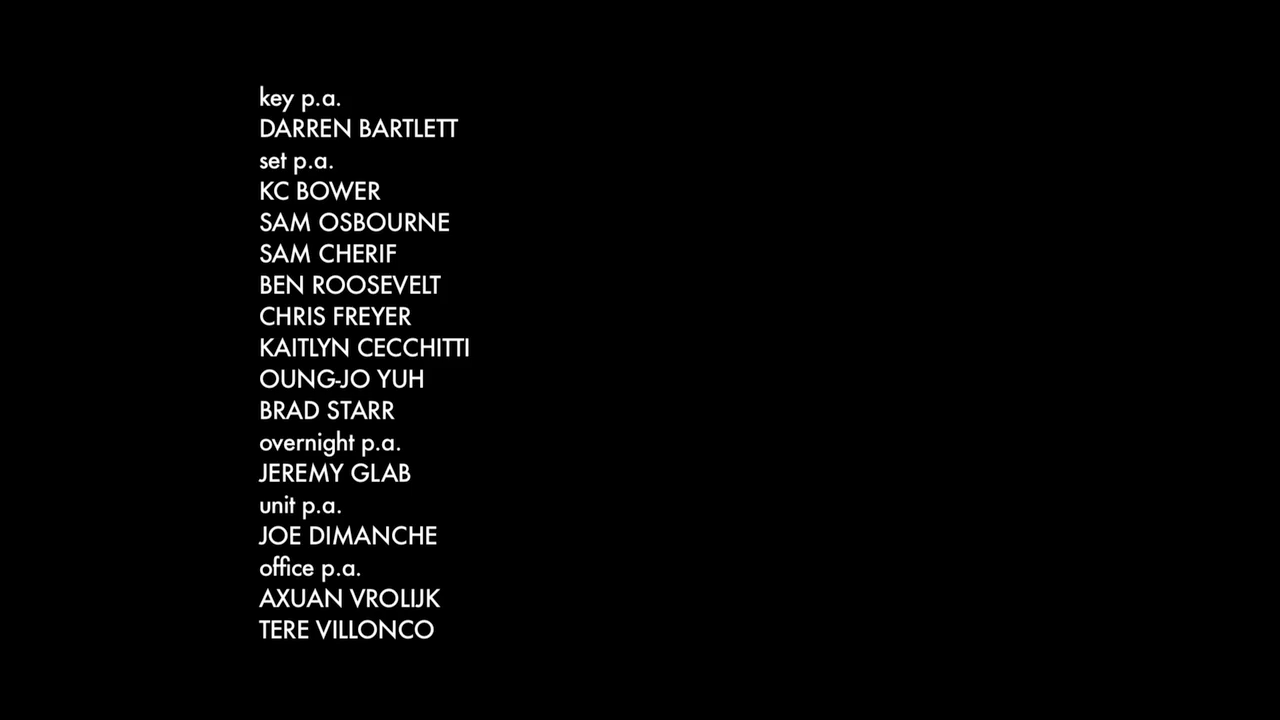 key p.a.
DARREN BARTLETT
set p.a.
KC BOWER
SAM OSBOURNE
SAM CHERIF
BEN ROOSEVELT
CHRIS FREYER
KAITLYN CECCHITTI
OUNG-JO YUH
BRAD STARR
overnight p.a.
JEREMY GLAB
unit p.a.
JOE DIMANCHE
office p.a.
AXUAN VROLIJK
TERE VILLONCO